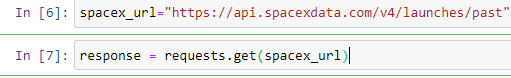 In [6]: spacex_url="https://api.spacexdata.com/v4/launches/past"
In [7]: response = requests.get(spacex_url)